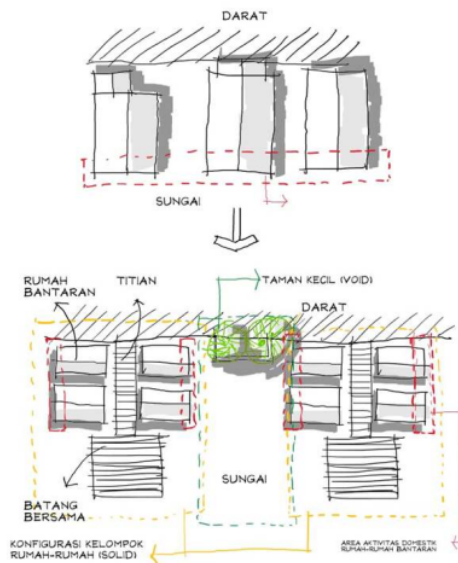 DARAT
SUNGAI
TAMAN KECIL (VOID)
RUMAH
BANTARAN
TITIAN
DARAT
SUNGAI
BATANG
BERSAMA
KONFIGURASI KELOMPOK
RUMAH-RUMAH (SOLID)
AREA AKTIVITAS DOMESTIK
RUMAH-RUMAH BANTARAN